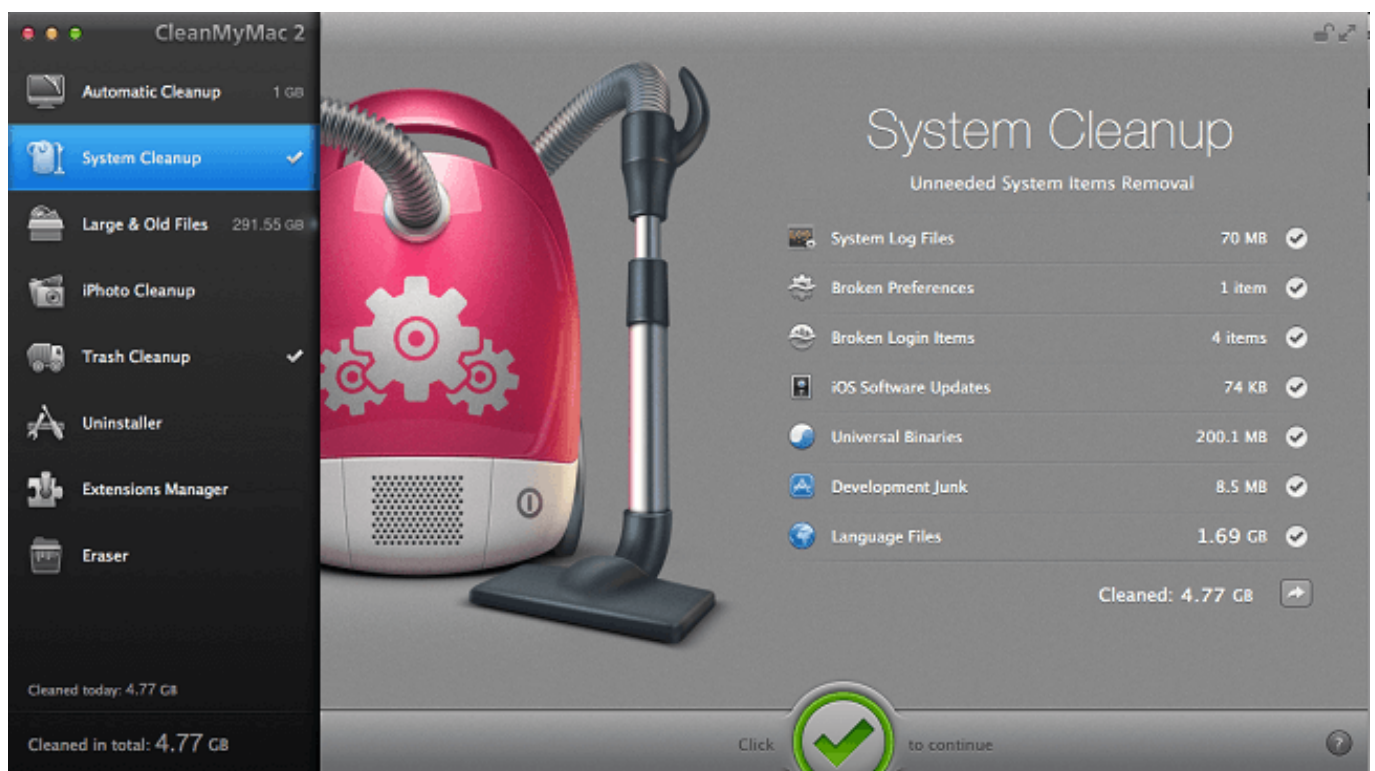 CleanMyMac 2
Automatic Cleanup 1 GB
System Cleanup
Large & Old Files 291.55 GB
iPhoto Cleanup
Trash Cleanup
Uninstaller
Extensions Manager
Eraser
Cleaned today: 4.77 GB
Cleaned in total: 4.77 GB
System Cleanup
Unneeded System Items Removal
System Log Files 70 MB
Broken Preferences 1 item
Broken Login Items 4 items
iOS Software Updates 74 KB
Universal Binaries 200.1 MB
Development Junk 8.5 MB
Language Files 1.69 GB
Cleaned: 4.77 GB
Click to continue
?